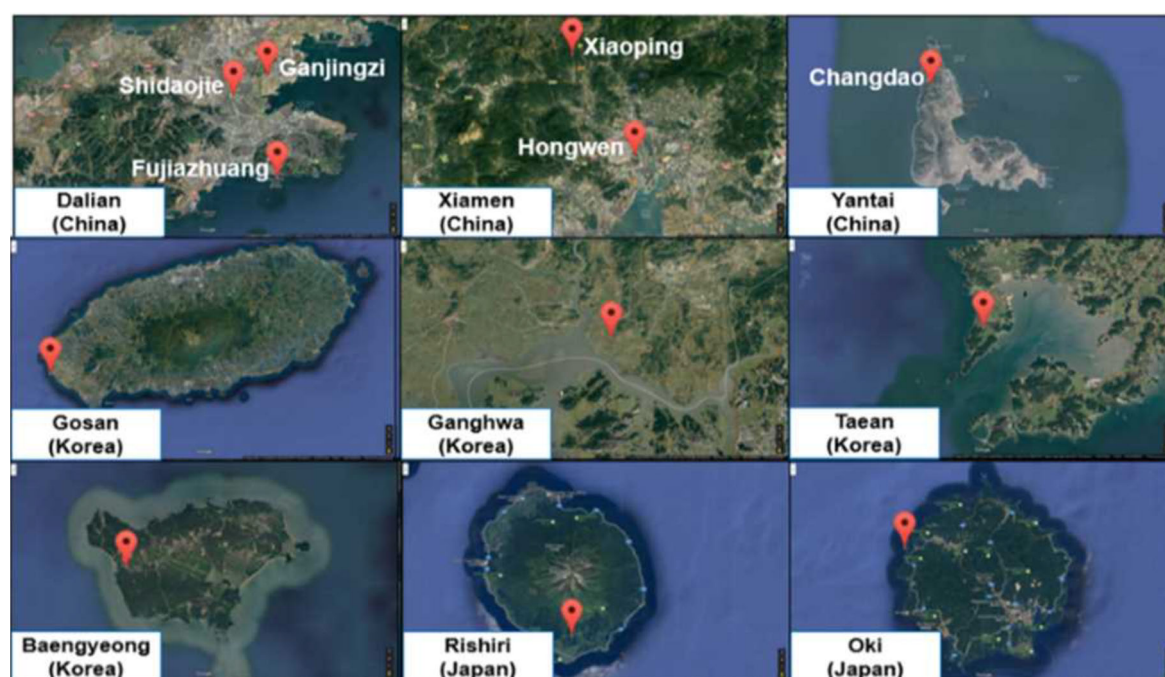 Ganjingzi
Shidaojie
Fujiazhuang
Dalian
(China)
Xiaoping
Hongwen
Xiamen
(China)
Changdao
Yantai
(China)
Gosan
(Korea)
Ganghwa
(Korea)
Taean
(Korea)
Baengyeong
(Korea)
Rishiri
(Japan)
Oki
(Japan)